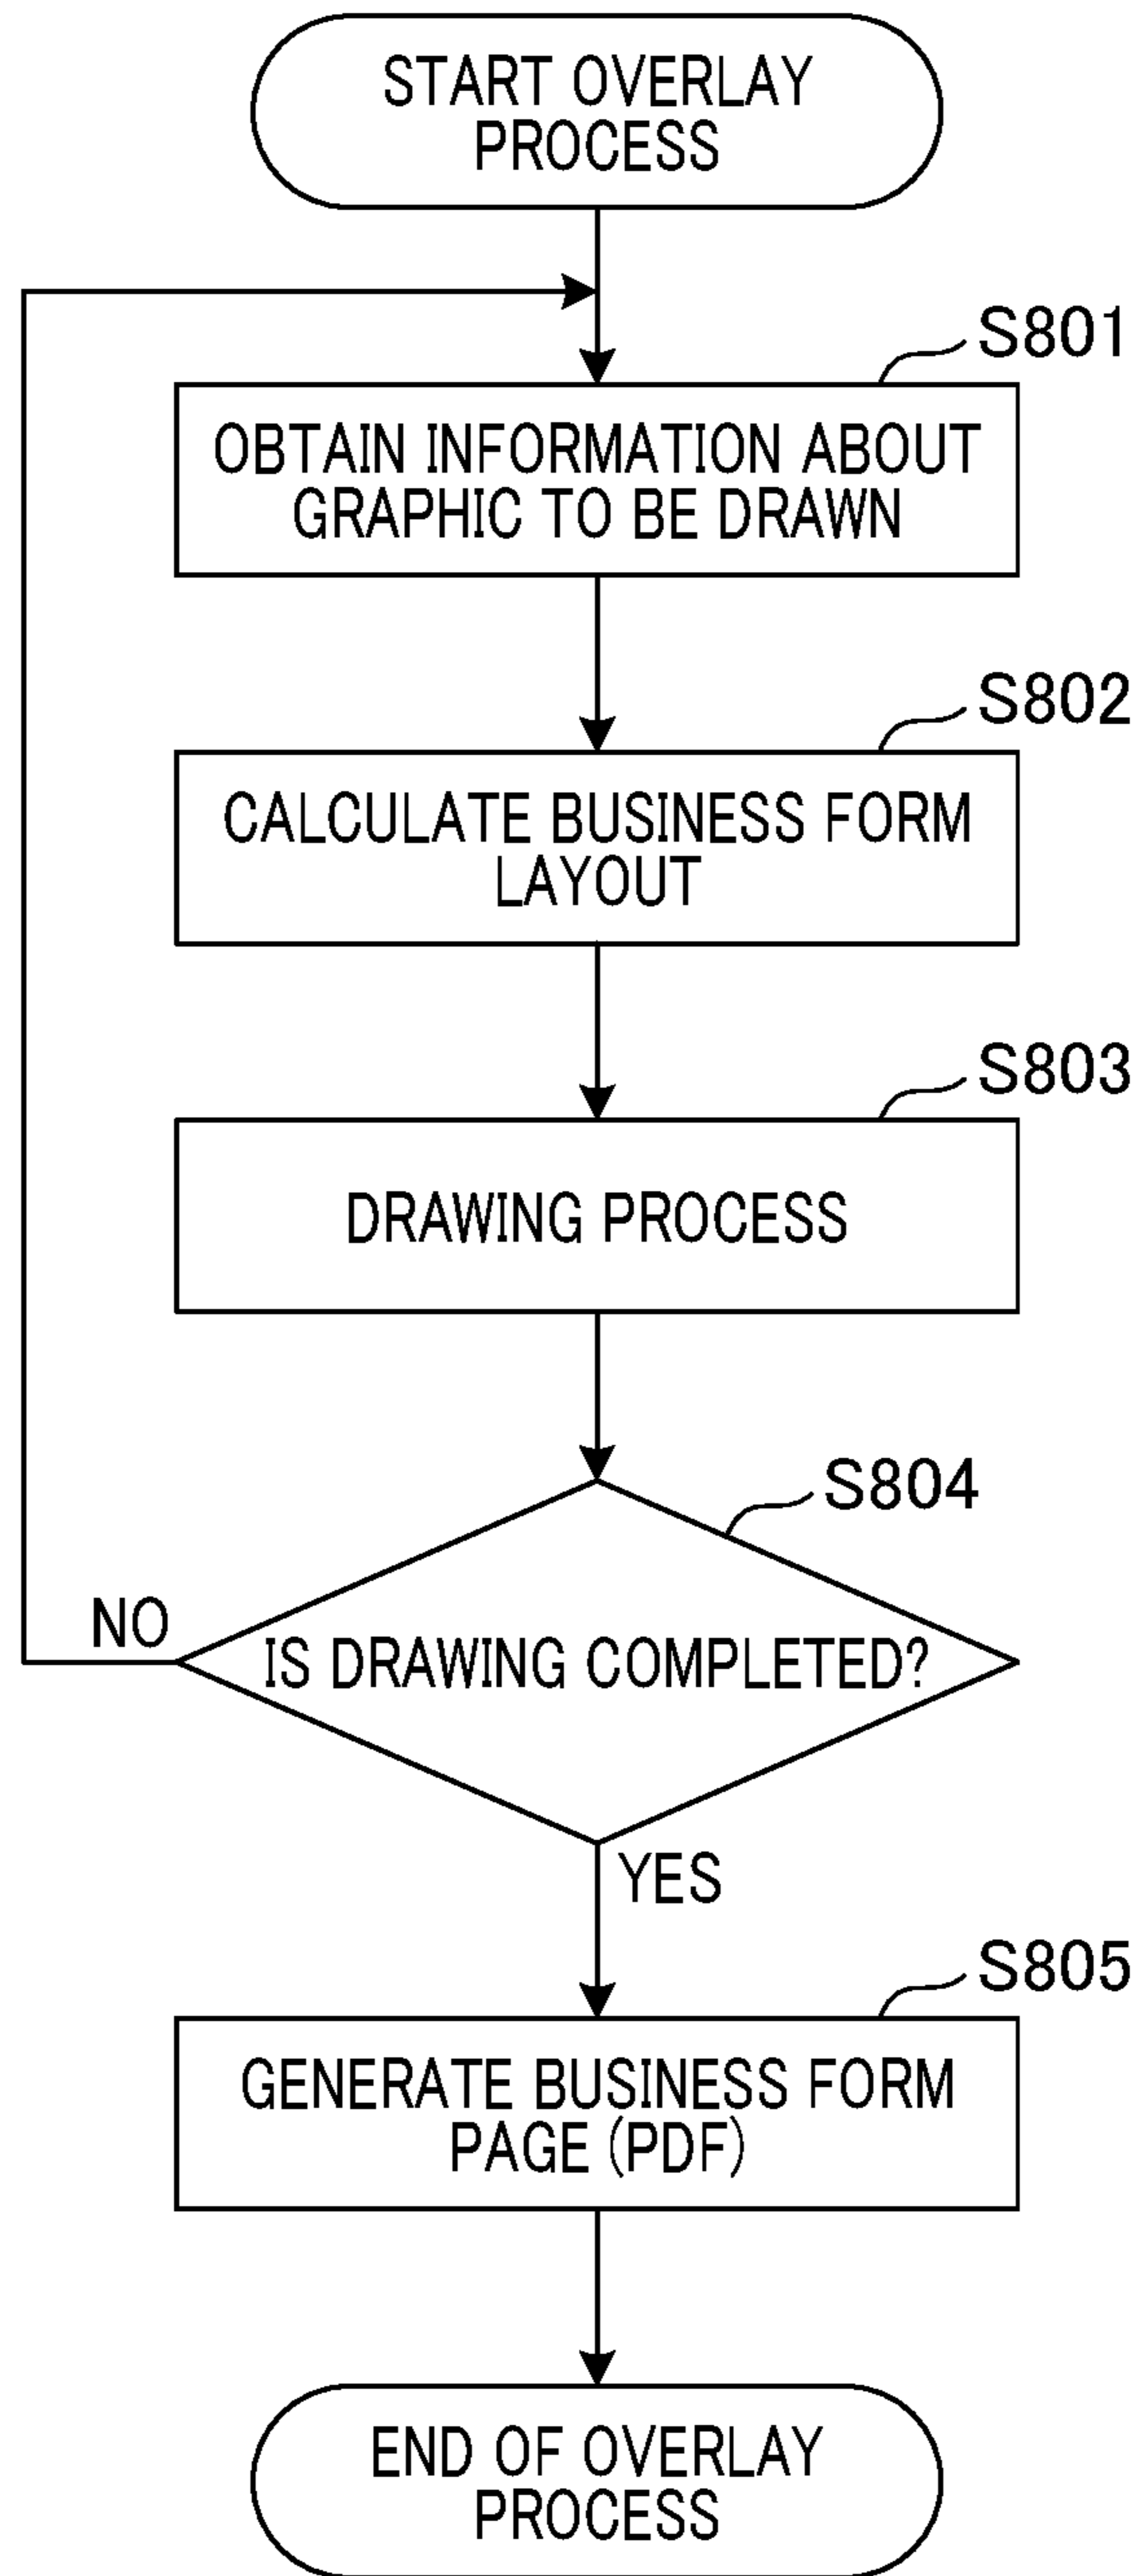 START OVERLAY
PROCESS
S801
OBTAIN INFORMATION ABOUT
GRAPHIC TO BE DRAWN
S802
CALCULATE BUSINESS FORM
LAYOUT
S803
DRAWING PROCESS
S804
NO
IS DRAWING COMPLETED?
YES
S805
GENERATE BUSINESS FORM
PAGE (PDF)
END OF OVERLAY
PROCESS